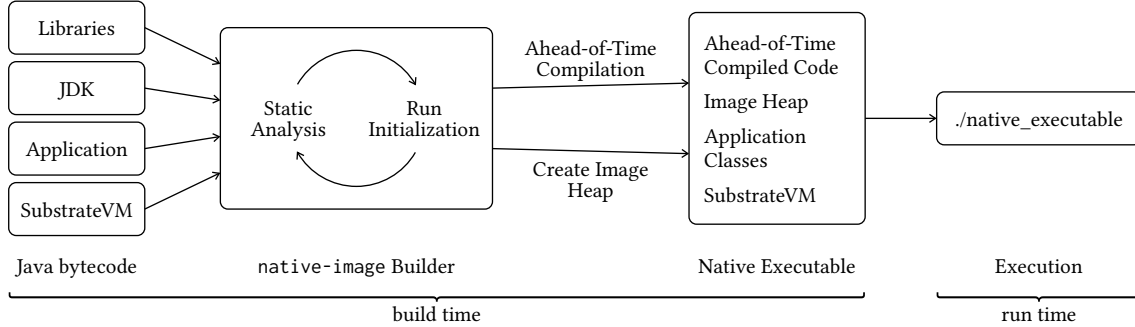 Libraries
JDK
Application
SubstrateVM
Java bytecode
Static
Analysis
Run
Initialization
native-image Builder
Ahead-of-Time
Compilation
Create Image
Heap
Ahead-of-Time
Compiled Code
Image Heap
Application
Classes
SubstrateVM
Native Executable
./native_executable
Execution
build time
run time